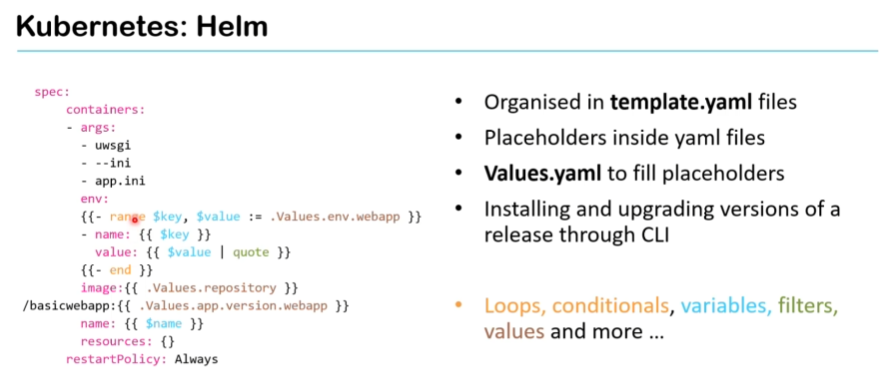 Kubernetes: Helm
spec:
containers:
- args:
- uwsgi
- --ini
- app.ini
env:
{{- range $key, $value := .Values.env.webapp }}
- name: {{ $key }}
value: {{ $value | quote }}
{{- end }}
image:{{ .Values.repository }}
/basicwebapp:{{ .Values.app.version.webapp }}
name: {{ $name }}
resources: {}
restartPolicy: Always
• Organised in template.yaml files
• Placeholders inside yaml files
• Values.yaml to fill placeholders
• Installing and upgrading versions of a
release through CLI
• Loops, conditionals, variables, filters,
values and more ...